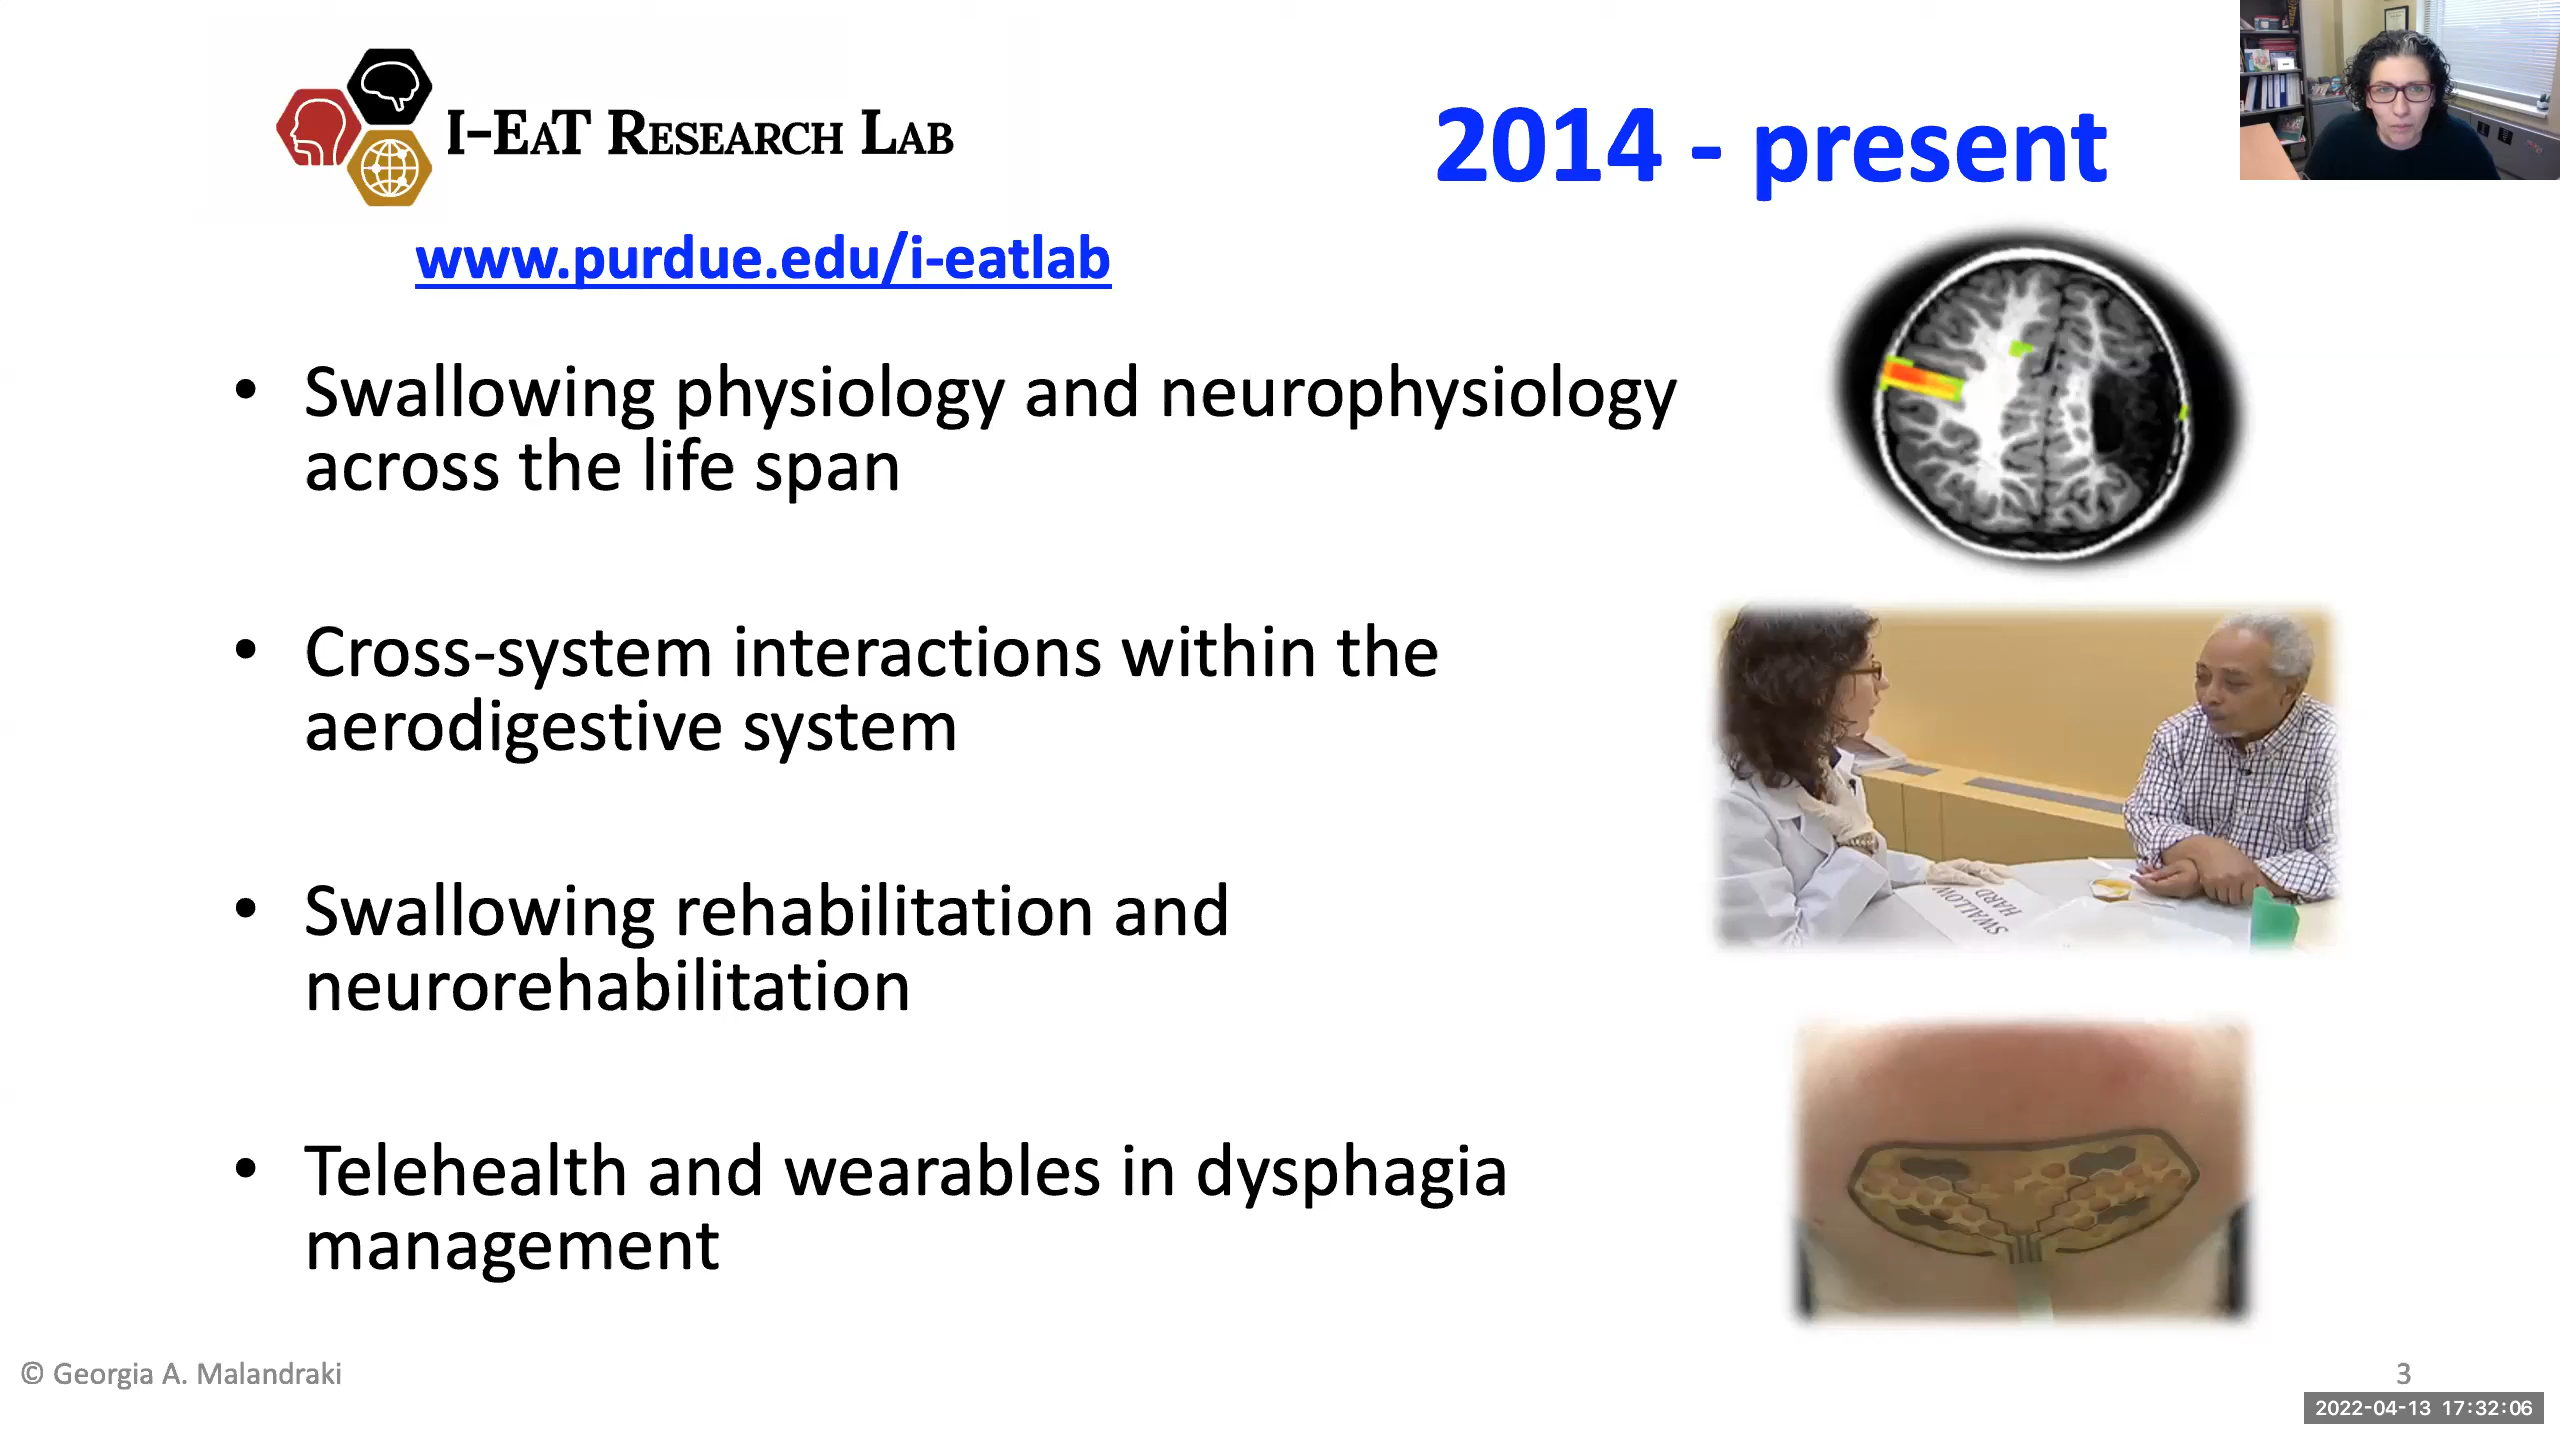 I-EAT RESEARCH LAB
2014 - present
www.purdue.edu/i-eatlab
• Swallowing physiology and neurophysiology
across the life span
• Cross-system interactions within the
aerodigestive system
SWALLOW
HARD
• Swallowing rehabilitation and
neurorehabilitation
• Telehealth and wearables in dysphagia
management
© Georgia A. Malandraki
3
2022-04-13 17:32:06